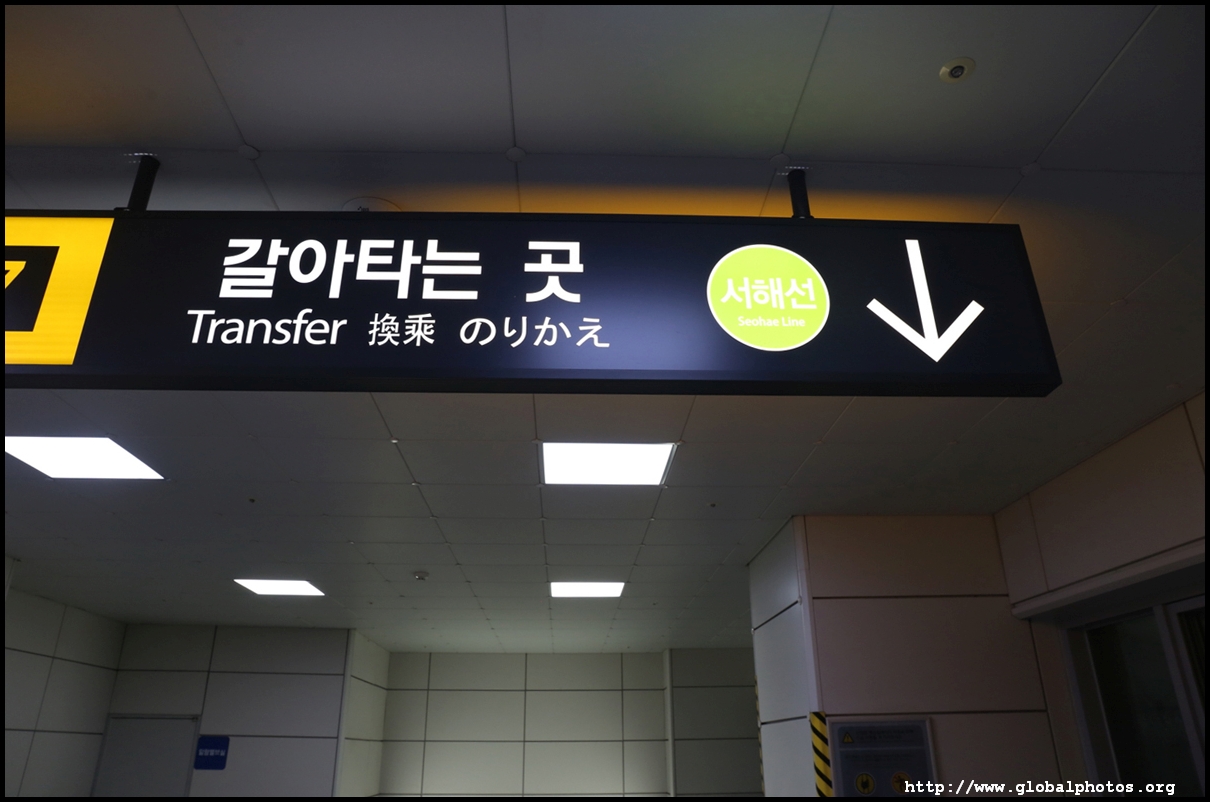 7
갈아타는 곳
Transfer 換乘 のりかえ
서해선
Seohae Line
http://www.globalphotos.org